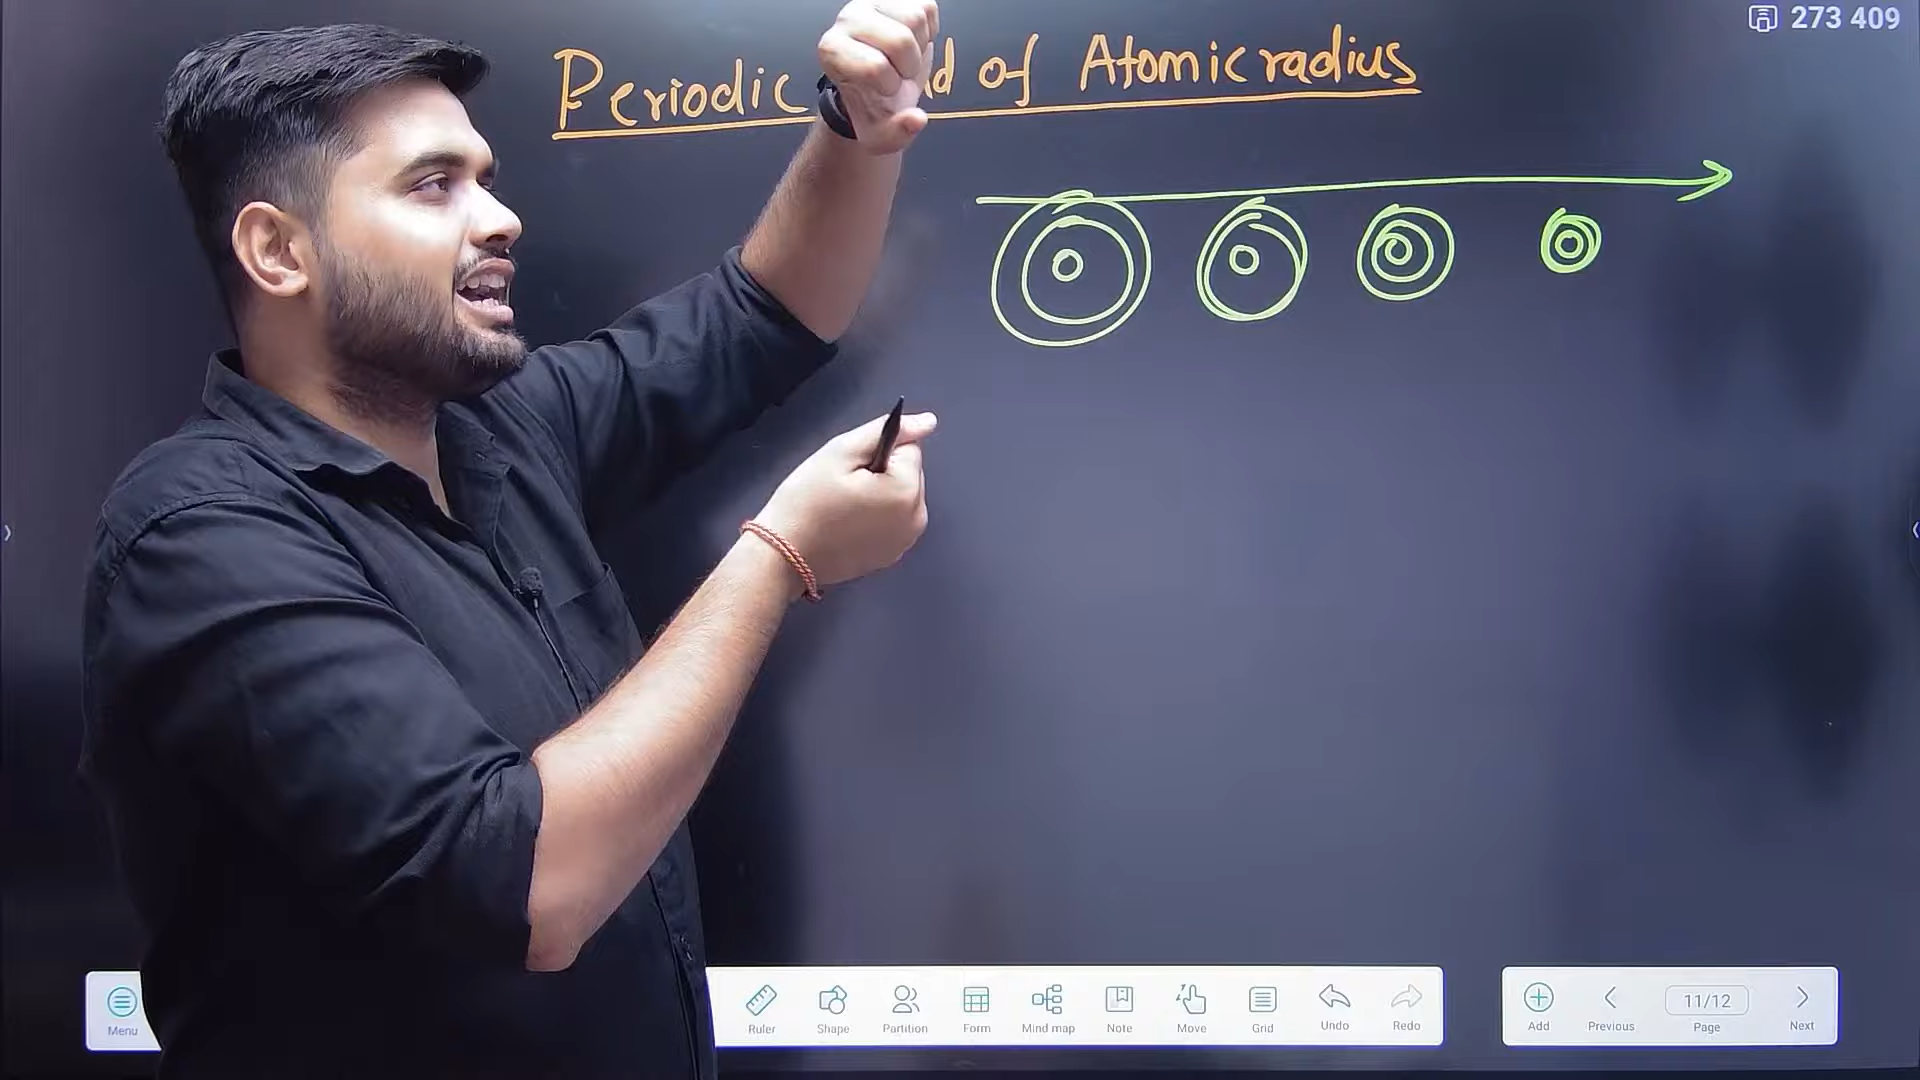 273 409
Periodic of Atomic radius
Menu
Ruler
Shape
Partition
Form
Mind map
Note
Move
Grid
Undo
Redo
Add
Previous
11/12
Page
Next